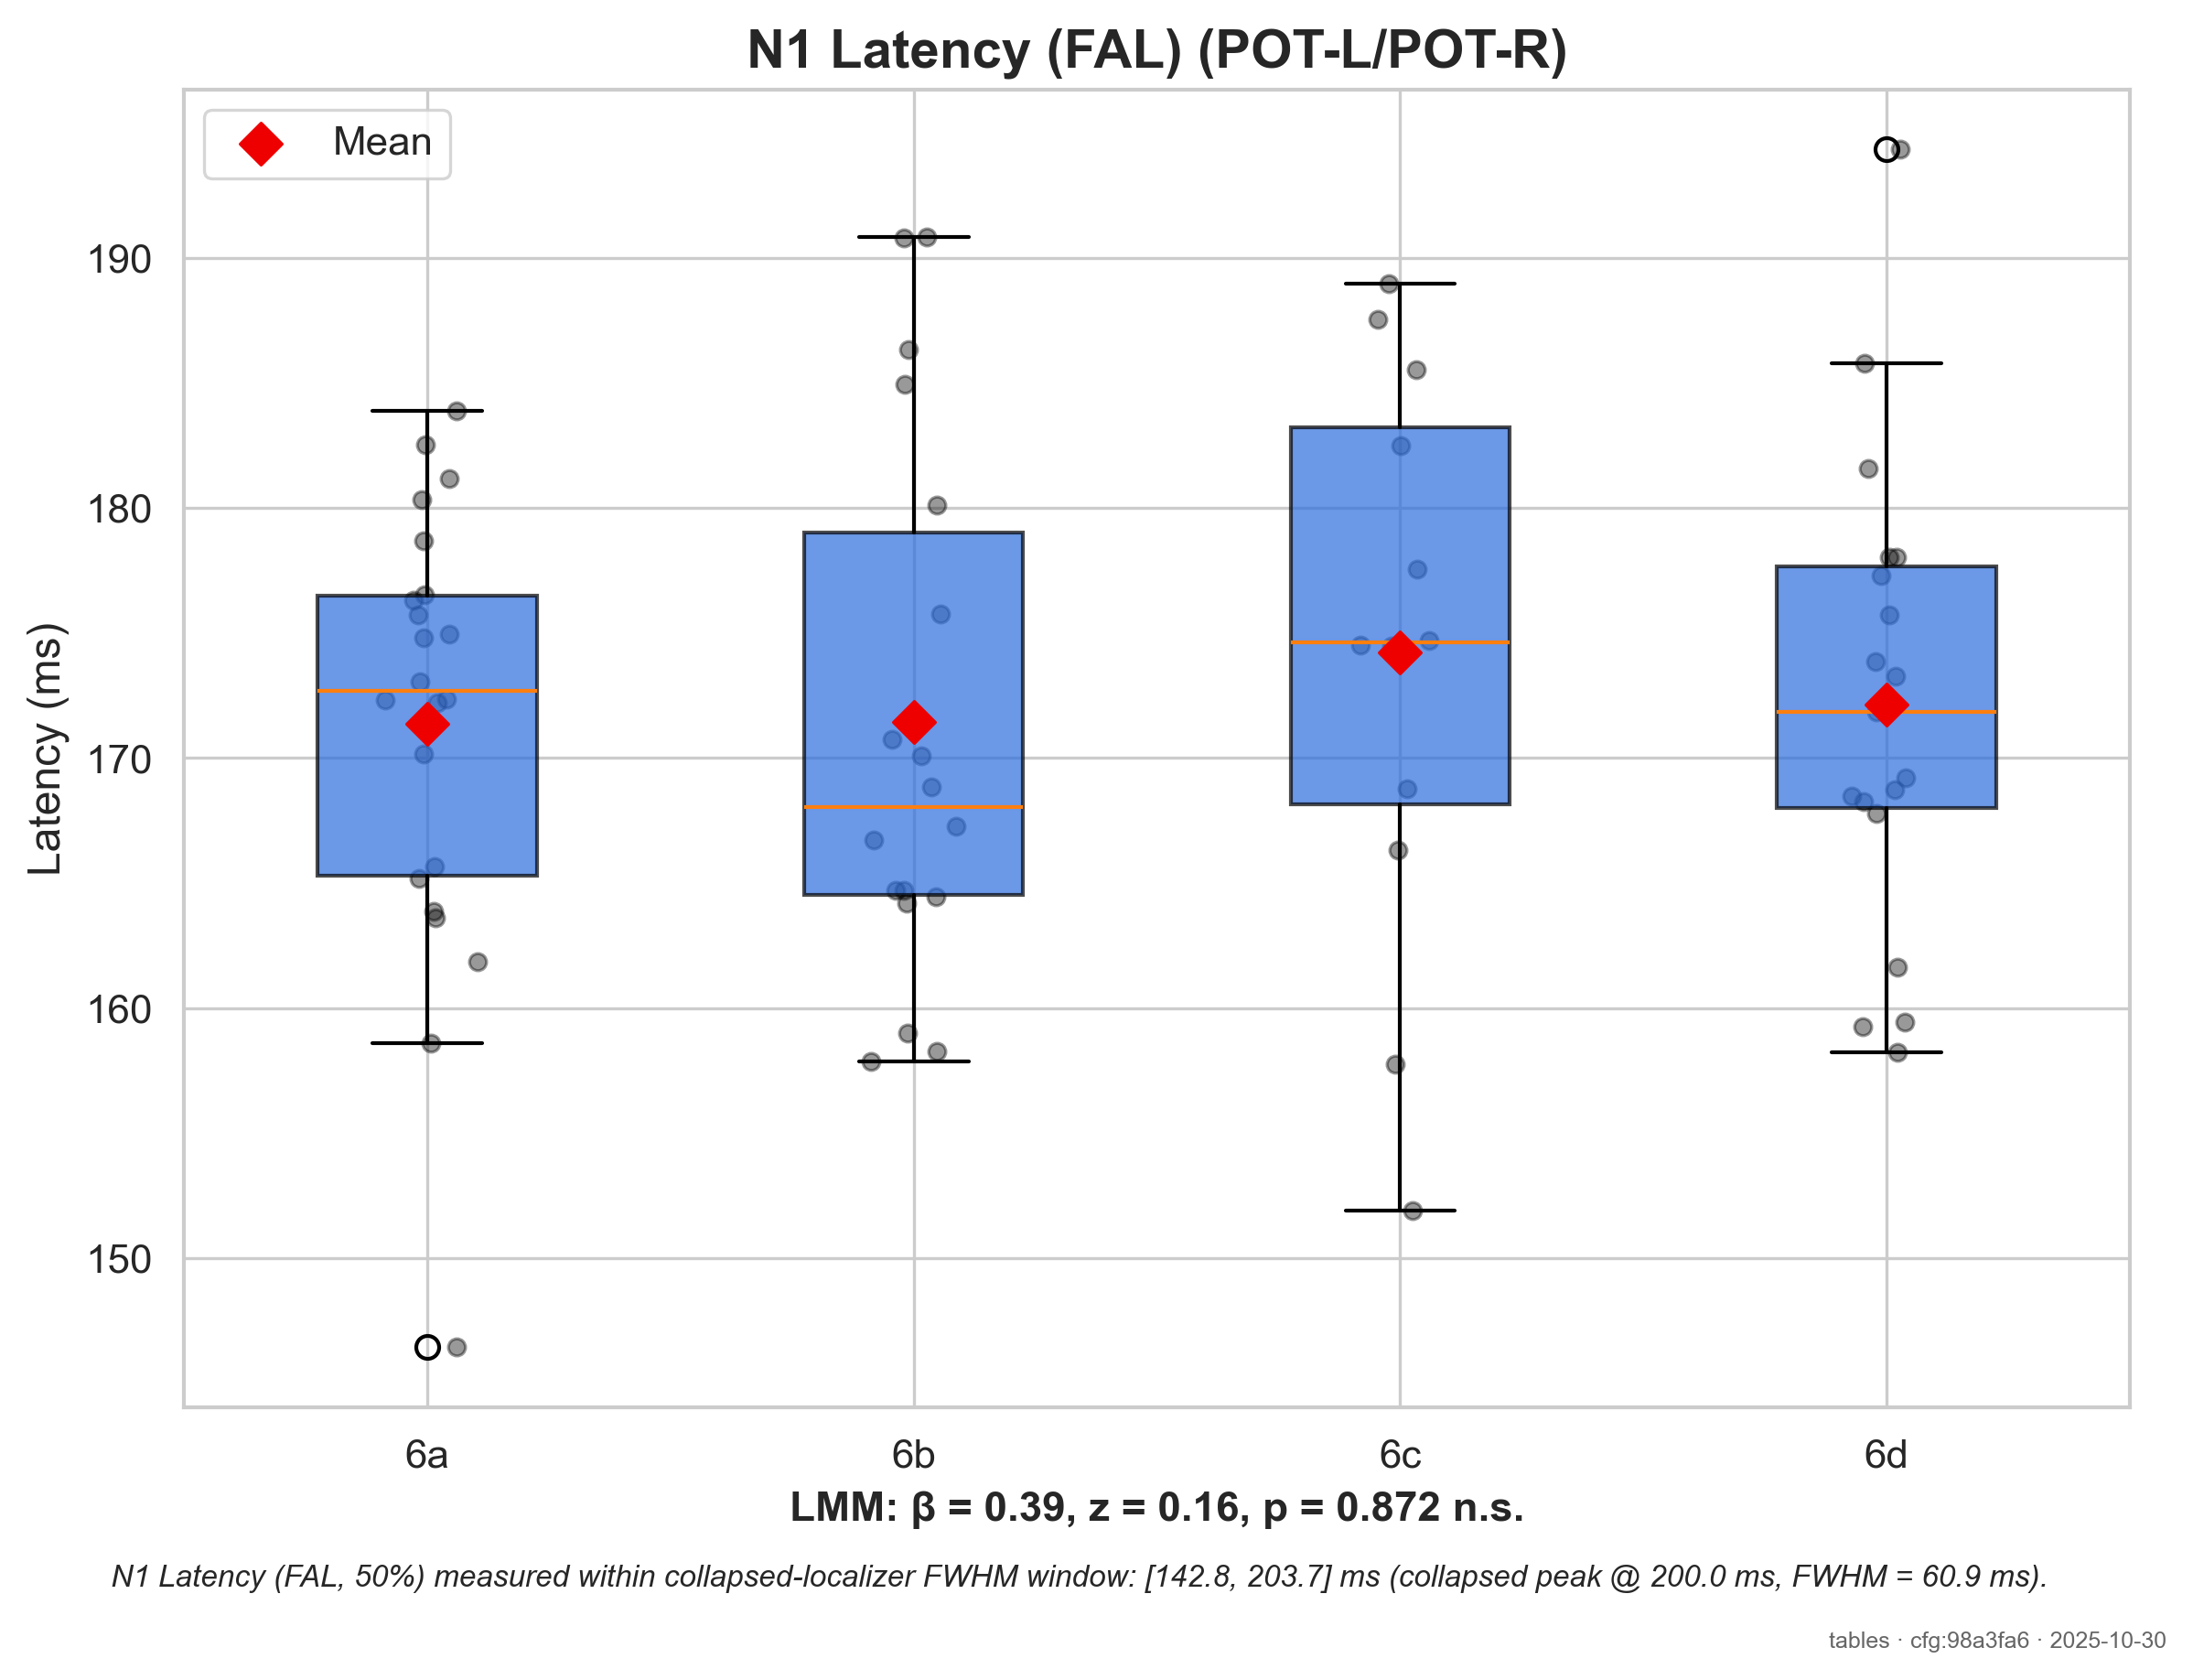 N1 Latency (FAL) (POT-L/POT-R)
Mean
Latency (ms)
190
180
170
160
150
6a 6b 6c 6d
LMM: β = 0.39, z = 0.16, p = 0.872 n.s.
N1 Latency (FAL, 50%) measured within collapsed-localizer FWHM window: [142.8, 203.7] ms (collapsed peak @ 200.0 ms, FWHM = 60.9 ms).
tables · cfg:98a3fa6 · 2025-10-30